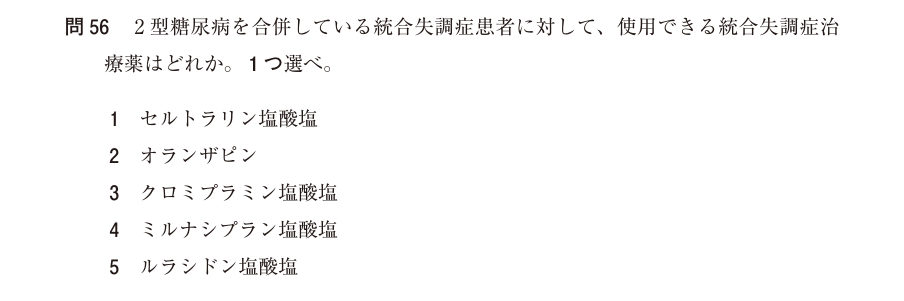 問 56 2型糖尿病を合併している統合失調症患者に対して、使用できる統合失調症治
療薬はどれか。1つ選べ。
1 セルトラリン塩酸塩
2 オランザピン
3 クロミプラミン塩酸塩
4 ミルナシプラン塩酸塩
5 ルラシドン塩酸塩